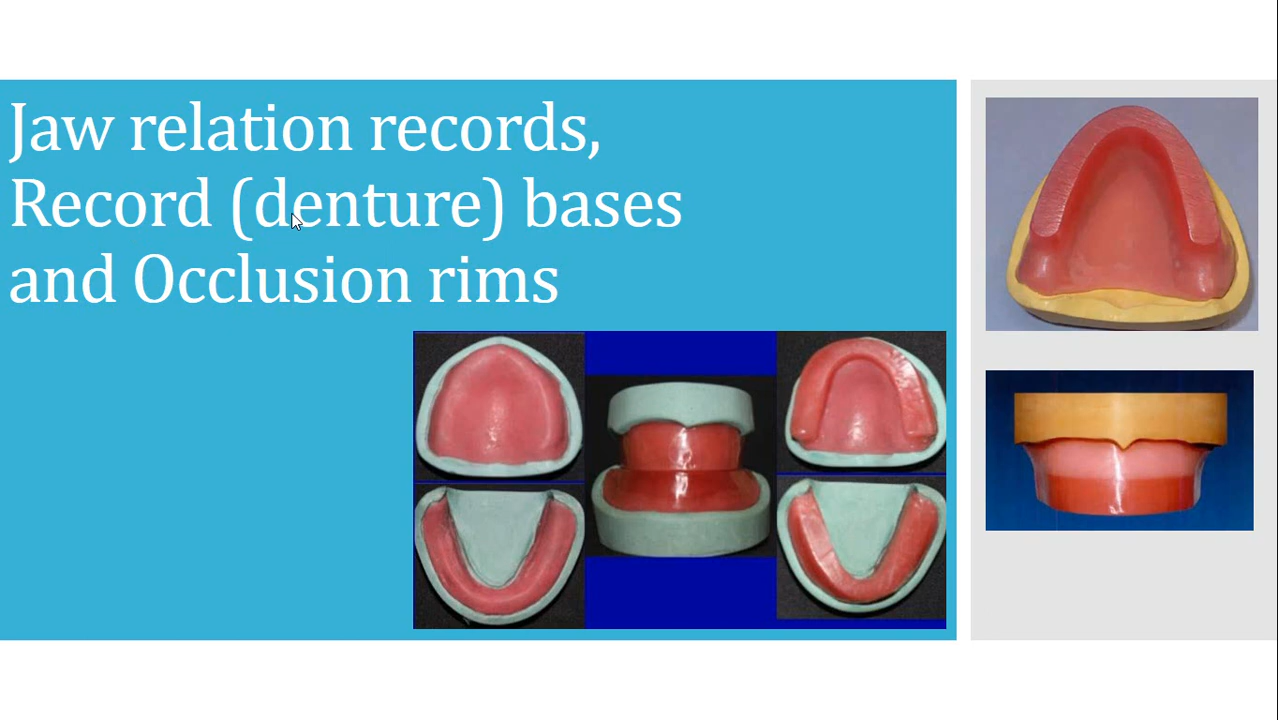 Jaw relation records,
Record (denture) bases
and Occlusion rims